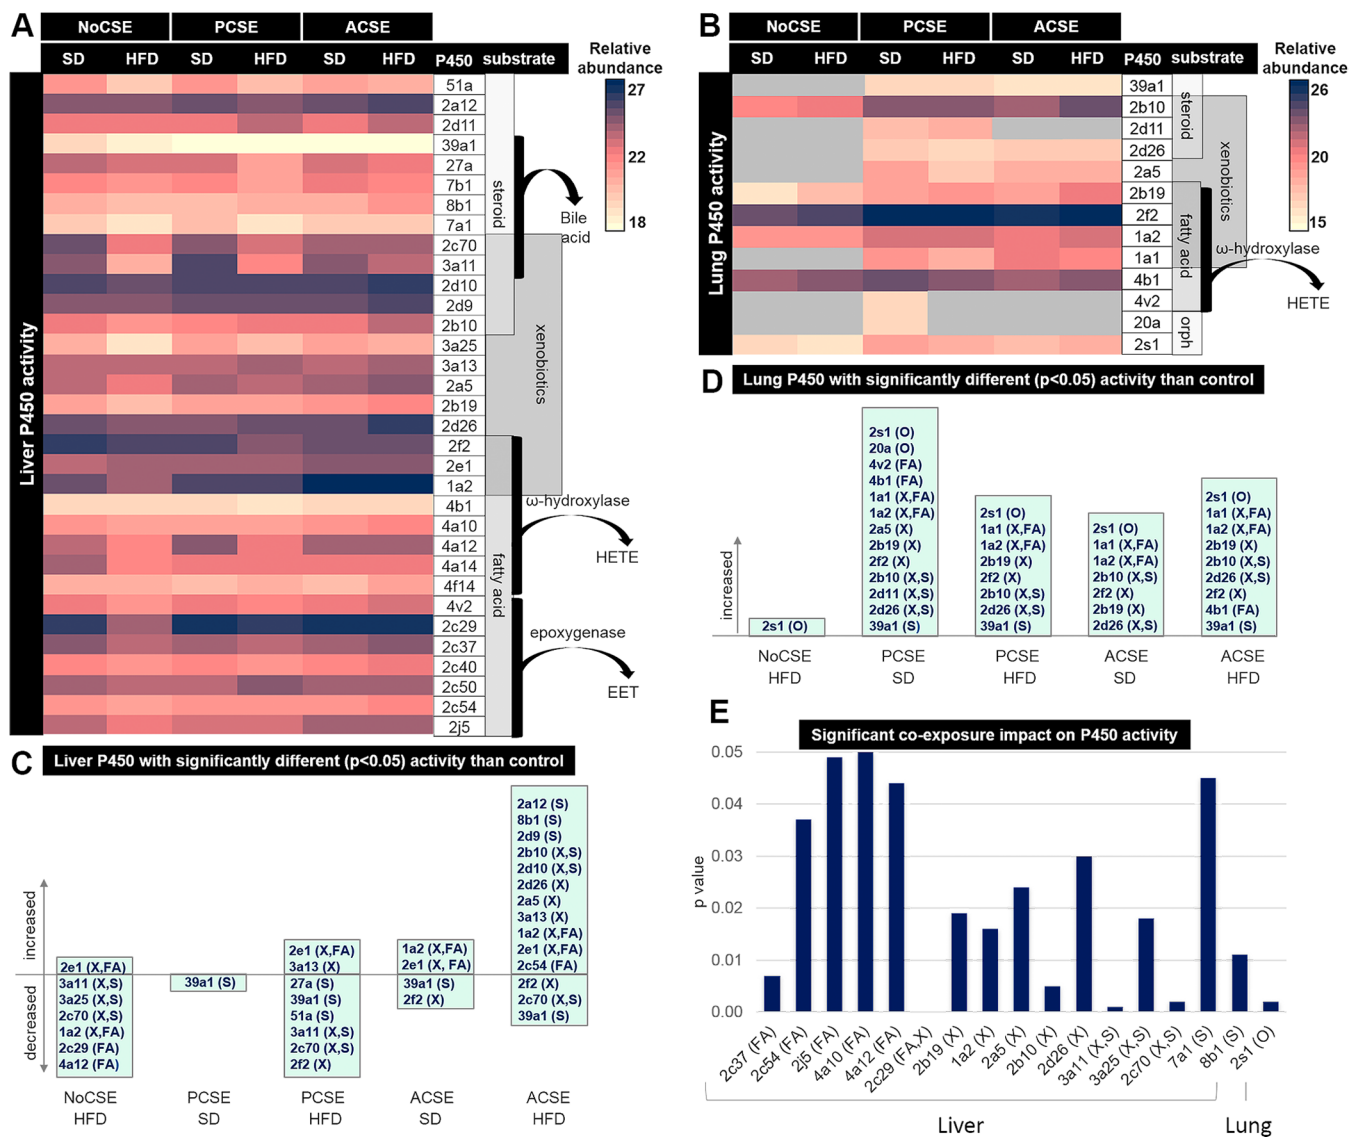 A
NoCSE PCSE ACSE
SD HFD SD HFD SD HFD P450 substrate
Liver P450 activity
51a
2a12
2d11
39a1
27a
7b1
8b1
7a1
2c70
3a11
2d10
2d9
2b10
3a25
3a13
2a5
2b19
2d26
2f2
2e1
1a2
4b1
4a10
4a12
4a14
4f14
4v2
2c29
2c37
2c40
2c50
2c54
2j5
steroid
xenobiotics
fatty acid
Bile
acid
ω-hydroxylase
HETE
epoxygenase
EET
Relative
abundance
27
22
18
B
NoCSE PCSE ACSE
SD HFD SD HFD SD HFD P450 substrate
Lung P450 activity
39a1
2b10
2d11
2d26
2a5
2b19
2f2
1a2
1a1
4b1
4v2
20a
2s1
steroid
xenobiotics
fatty acid
orph
ω-hydroxylase
HETE
Relative
abundance
26
20
15
C
Liver P450 with significantly different (p<0.05) activity than control
increased
decreased
2e1 (X,FA)
3a11 (X,S)
3a25 (X,S)
2c70 (X,S)
1a2 (X,FA)
2c29 (FA)
4a12 (FA)
NoCSE
HFD
39a1 (S)
PCSE
SD
2e1 (X,FA)
3a13 (X)
27a (S)
39a1 (S)
51a (S)
3a11 (X,S)
2c70 (X,S)
2f2 (X)
PCSE
HFD
1a2 (X,FA)
2e1 (X, FA)
39a1 (S)
2f2 (X)
ACSE
SD
2a12 (S)
8b1 (S)
2d9 (S)
2b10 (X,S)
2d10 (X,S)
2d26 (X)
2a5 (X)
3a13 (X)
1a2 (X,FA)
2e1 (X,FA)
2c54 (FA)
2f2 (X)
2c70 (X,S)
39a1 (S)
ACSE
HFD
D
Lung P450 with significantly different (p<0.05) activity than control
increased
2s1 (O)
NoCSE
HFD
2s1 (O)
20a (O)
4v2 (FA)
4b1 (FA)
1a1 (X,FA)
1a2 (X,FA)
2a5 (X)
2b19 (X)
2f2 (X)
2b10 (X,S)
2d11 (X,S)
2d26 (X,S)
39a1 (S)
PCSE
SD
2s1 (O)
1a1 (X,FA)
1a2 (X,FA)
2b19 (X)
2f2 (X)
2b10 (X,S)
2d26 (X,S)
39a1 (S)
PCSE
HFD
2s1 (O)
1a1 (X,FA)
1a2 (X,FA)
2b10 (X,S)
2f2 (X)
2b19 (X)
2d26 (X,S)
ACSE
SD
2s1 (O)
1a1 (X,FA)
1a2 (X,FA)
2b19 (X)
2b10 (X,S)
2d26 (X,S)
2f2 (X)
4b1 (FA)
39a1 (S)
ACSE
HFD
E
Significant co-exposure impact on P450 activity
p value
0.05
0.04
0.03
0.02
0.01
0.00
2c37 (FA)
2c54 (FA)
2j5 (FA)
4a10 (FA)
4a12 (FA)
2c29 (FA,X)
2b19 (X)
1a2 (X)
2a5 (X)
2b10 (X)
2d26 (X)
3a11 (X,S)
3a25 (X,S)
2c70 (X,S)
7a1 (S)
8b1 (S)
2s1 (O)
Liver
Lung